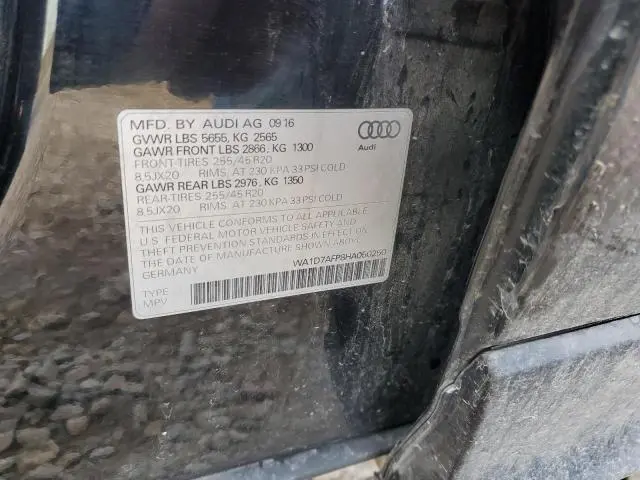 MFD. BY AUDI AG 09 16
GVWR LBS 5655, KG 2565
GAWR FRONT LBS 2866, KG 1300
FRONT-TIRES 255/45 R20
8,5JX20 RIMS, AT 230 KPA 33 PSI COLD
GAWR REAR LBS 2976, KG 1350
REAR-TIRES 255/45 R20
8,5JX20 RIMS, AT 230 KPA 33 PSI COLD
Audi
THIS VEHICLE CONFORMS TO ALL APPLICABLE
U.S. FEDERAL MOTOR VEHICLE SAFETY AND
THEFT PREVENTION STANDARDS IN EFFECT ON
THE DATE OF MANUFACTURE SHOWN ABOVE.
GERMANY
WA1D7AFP8HA050250
TYPE
MPV